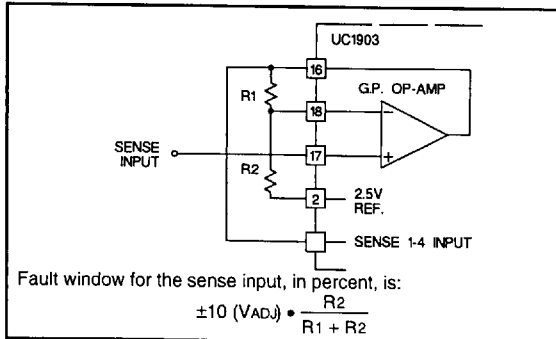 UC1903
16
G.P. OP-AMP
R1
18
−
SENSE
INPUT
17
+
R2
2
2.5V
REF.
SENSE 1-4 INPUT
Fault window for the sense input, in percent, is:
±10 (VADJ) • R2
R1 + R2